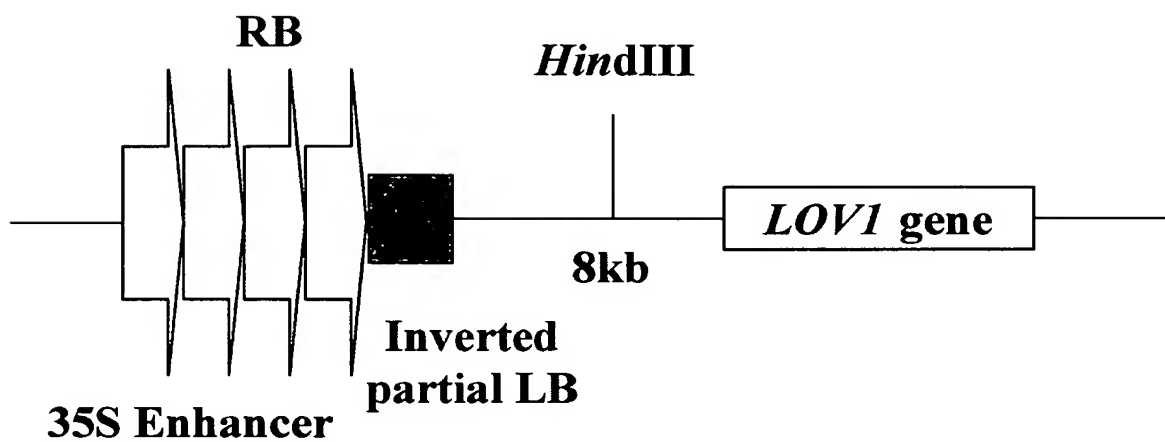 RB
HindIII
LOV1 gene
8kb
Inverted
partial LB
35S Enhancer